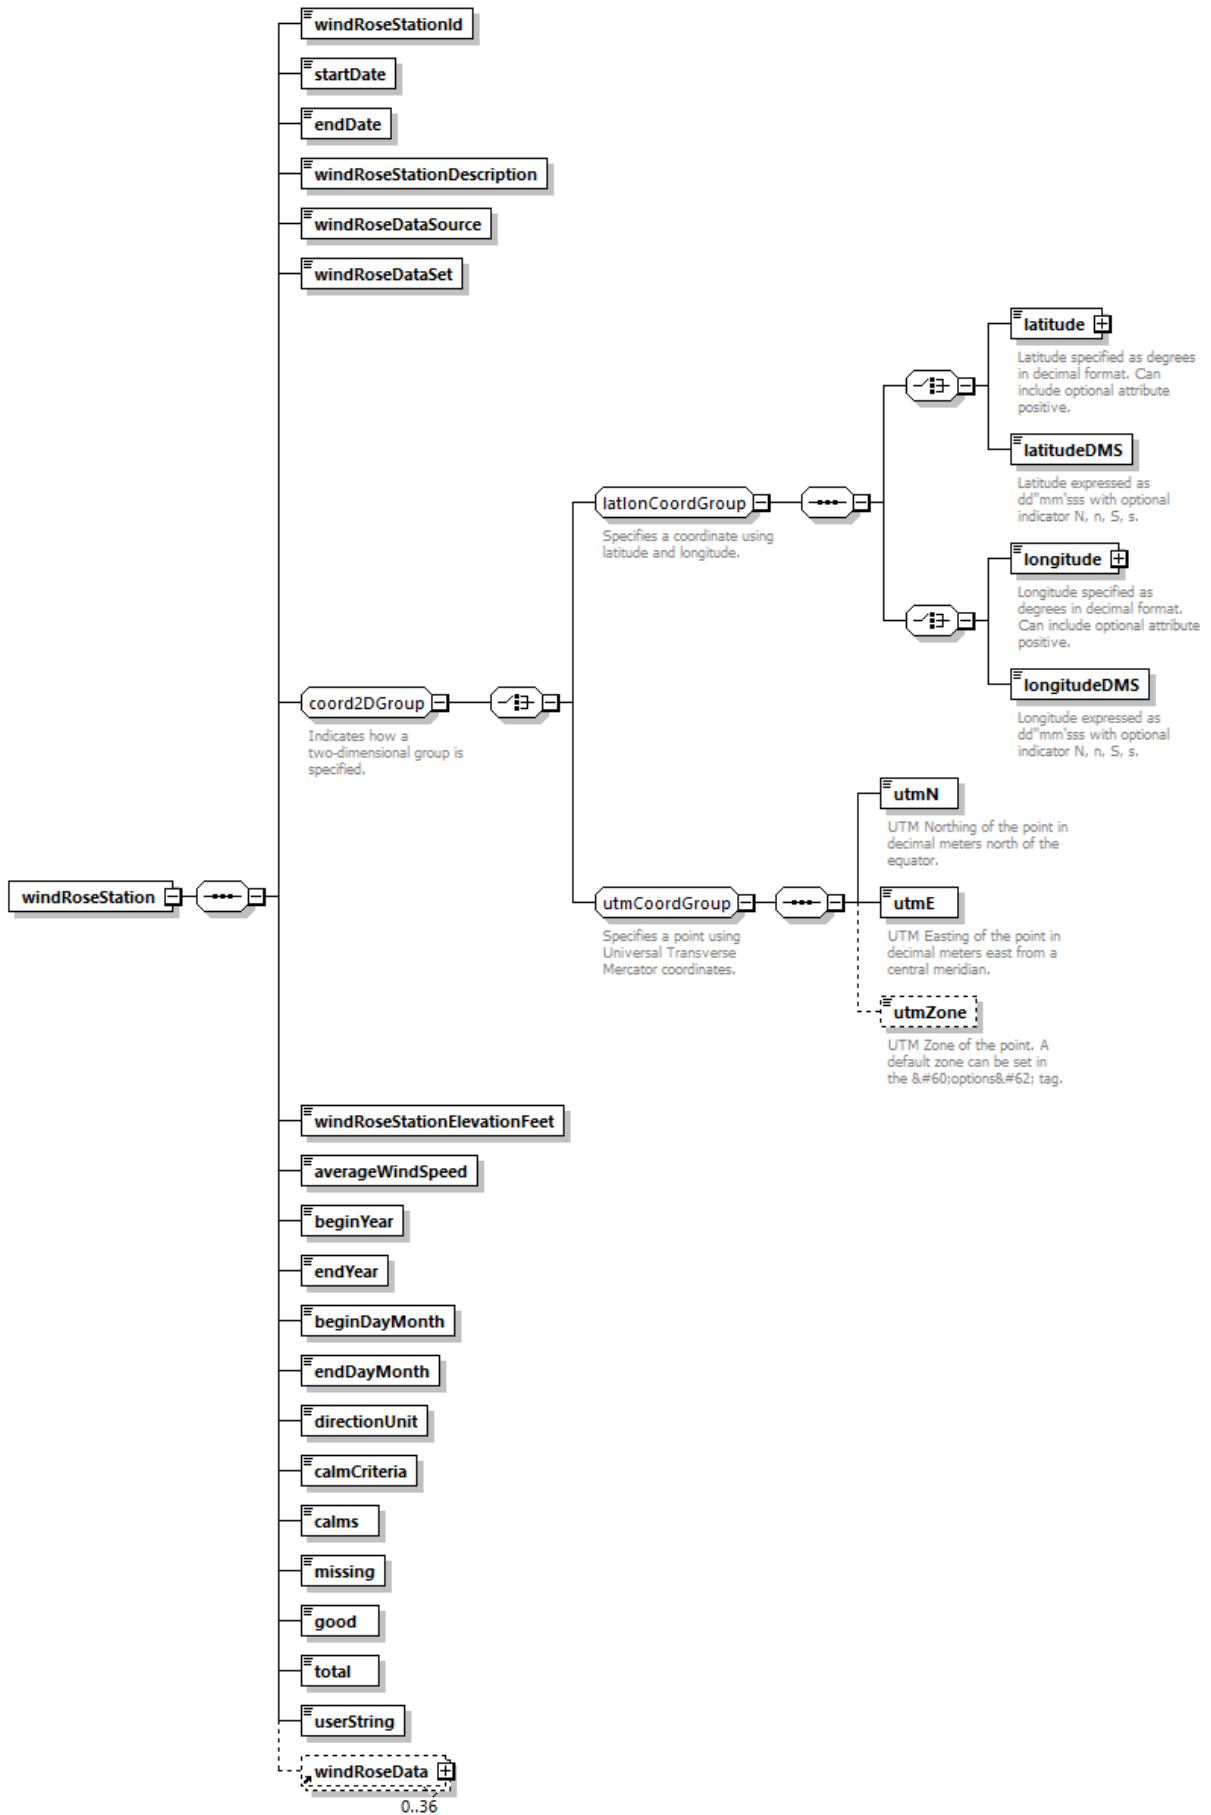 windRoseStationId
startDate
endDate
windRoseStationDescription
windRoseDataSource
windRoseDataSet
latitude
Latitude specified as degrees
in decimal format. Can
include optional attribute
positive.
latitudeDMS
Latitude expressed as
dd"mm'sss with optional
indicator N, n, S, s.
latlonCoordGroup
Specifies a coordinate using
latitude and longitude.
longitude
Longitude specified as
degrees in decimal format.
Can include optional attribute
positive.
longitudeDMS
Longitude expressed as
dd"mm'sss with optional
indicator N, n, S, s.
coord2DGroup
Indicates how a
two-dimensional group is
specified.
utmN
UTM Northing of the point in
decimal meters north of the
equator.
windRoseStation
utmCoordGroup
Specifies a point using
Universal Transverse
Mercator coordinates.
utmE
UTM Easting of the point in
decimal meters east from a
central meridian.
utmZone
UTM Zone of the point. A
default zone can be set in
the &#60;options&#62; tag.
windRoseStationElevationFeet
averageWindSpeed
beginYear
endYear
beginDayMonth
endDayMonth
directionUnit
calmCriteria
calms
missing
good
total
userString
windRoseData
0..36